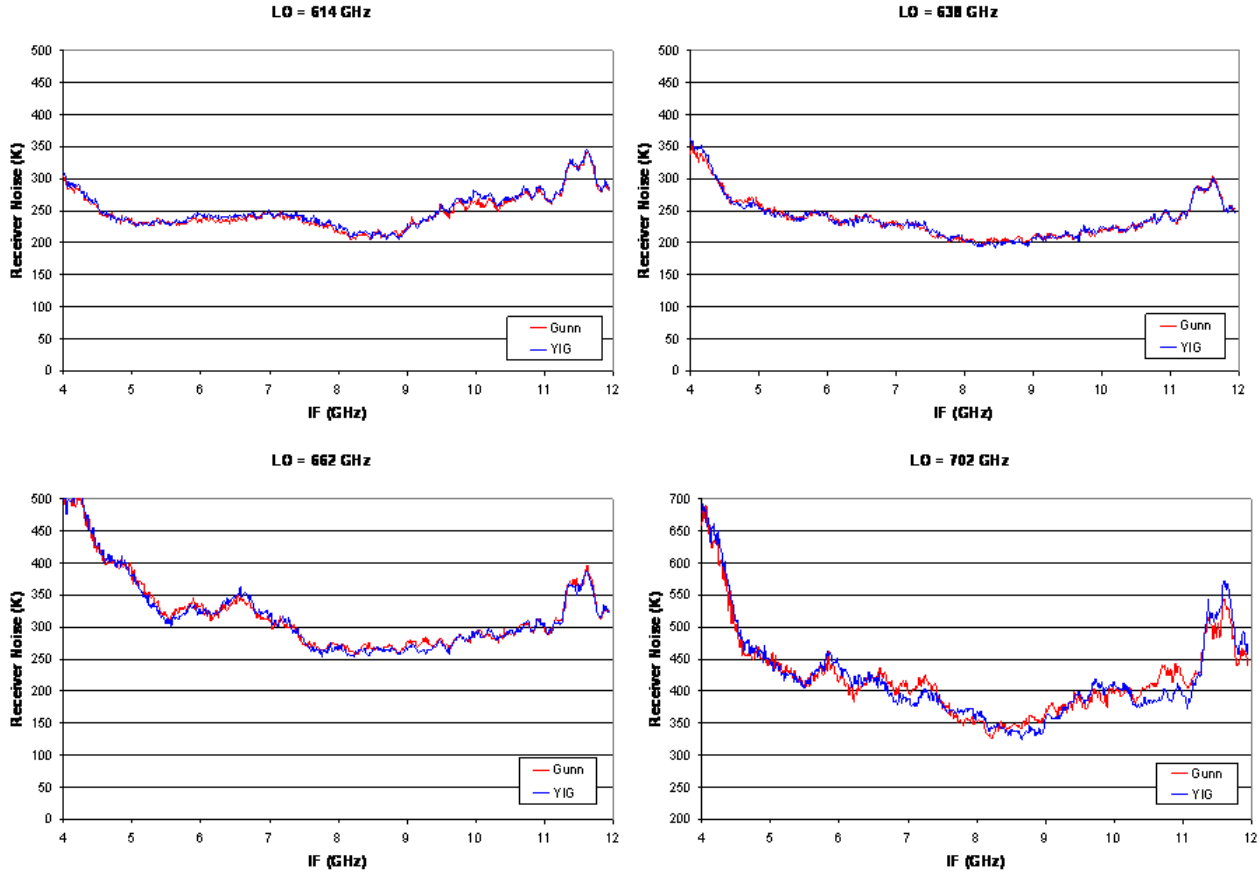 LO = 614 GHz
500
450
400
350
300
250
200
150
100
50
0
Receiver Noise (K)
Gunn
YIG
4 5 6 7 8 9 10 11 12
IF (GHz)
LO = 638 GHz
500
450
400
350
300
250
200
150
100
50
0
Receiver Noise (K)
Gunn
YIG
4 5 6 7 8 9 10 11 12
IF (GHz)
LO = 662 GHz
500
450
400
350
300
250
200
150
100
50
0
Receiver Noise (K)
Gunn
YIG
4 5 6 7 8 9 10 11 12
IF (GHz)
LO = 702 GHz
700
650
600
550
500
450
400
350
300
250
200
Receiver Noise (K)
Gunn
YIG
4 5 6 7 8 9 10 11 12
IF (GHz)